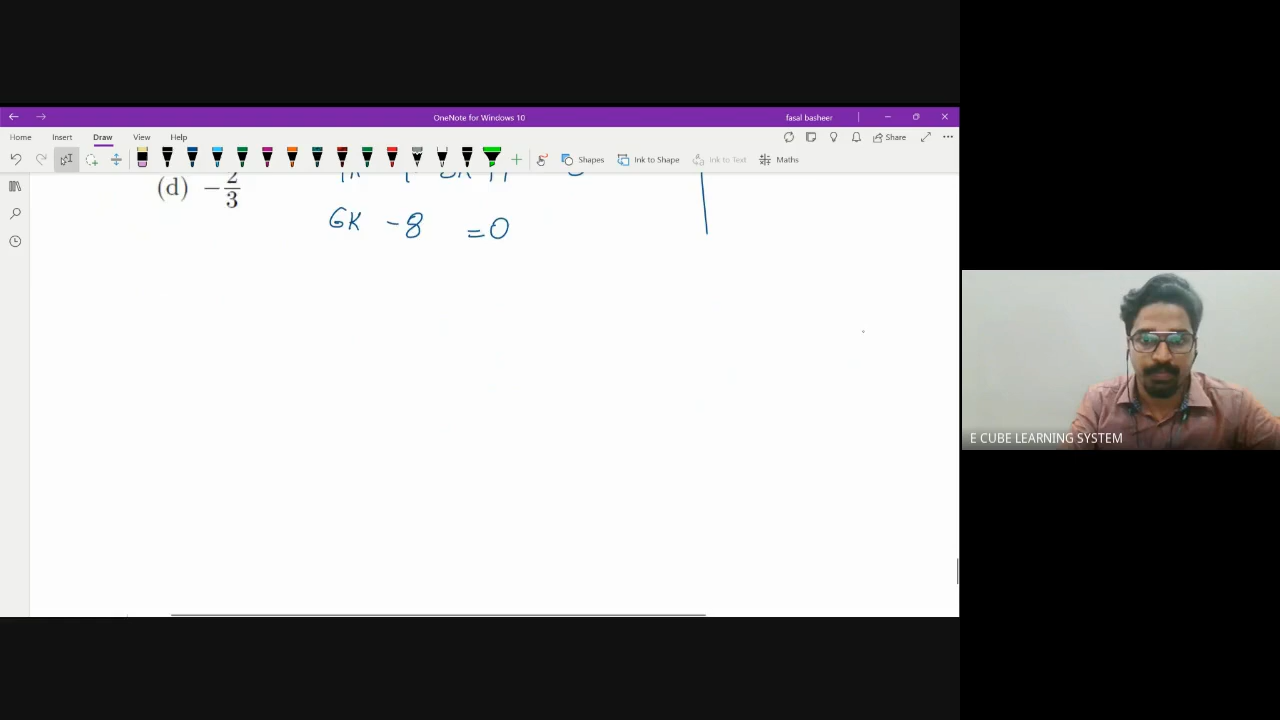 OneNote for Windows 10
fasal basheer
Home Insert Draw View Help
Share
Shapes Ink to Shape Ink to Text Maths
(d) −2/3
6K −8 =0
E CUBE LEARNING SYSTEM